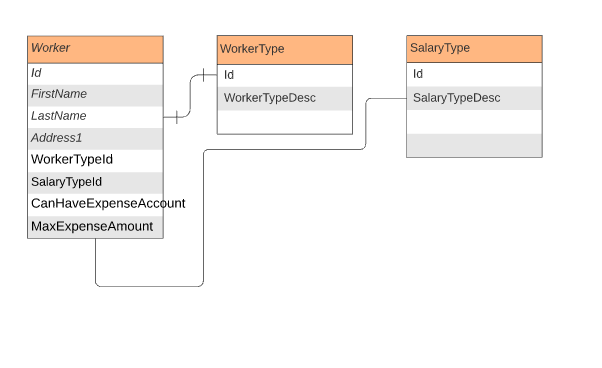 Worker
Id
FirstName
LastName
Address1
WorkerTypeId
SalaryTypeId
CanHaveExpenseAccount
MaxExpenseAmount
WorkerType
Id
WorkerTypeDesc
SalaryType
Id
SalaryTypeDesc